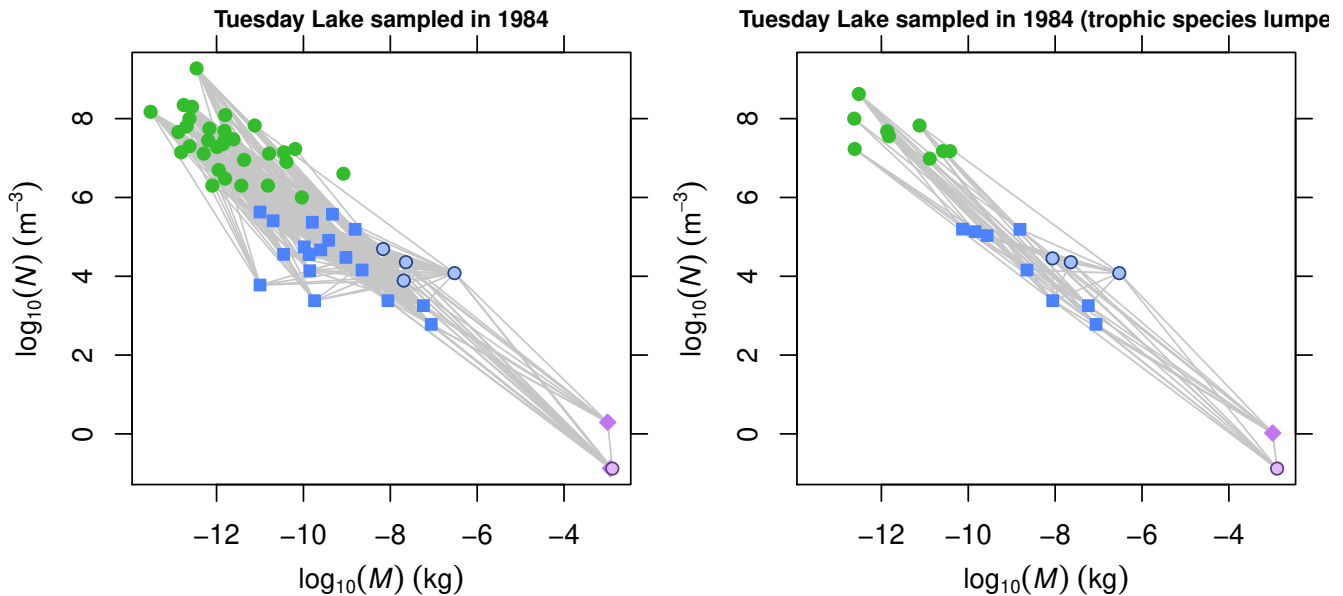 Tuesday Lake sampled in 1984
8
6
4
2
0
log₁₀(N) (m⁻³)
−12 −10 −8 −6 −4
log₁₀(M) (kg)
Tuesday Lake sampled in 1984 (trophic species lumpe
8
6
4
2
0
log₁₀(N) (m⁻³)
−12 −10 −8 −6 −4
log₁₀(M) (kg)